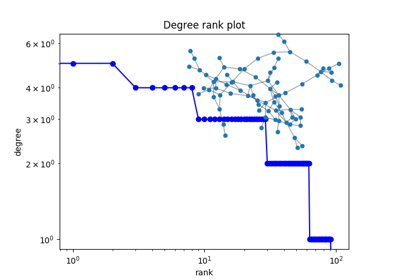 Degree rank plot
6 × 10⁰
4 × 10⁰
3 × 10⁰
2 × 10⁰
10⁰
degree
10⁰ 10¹ 10²
rank